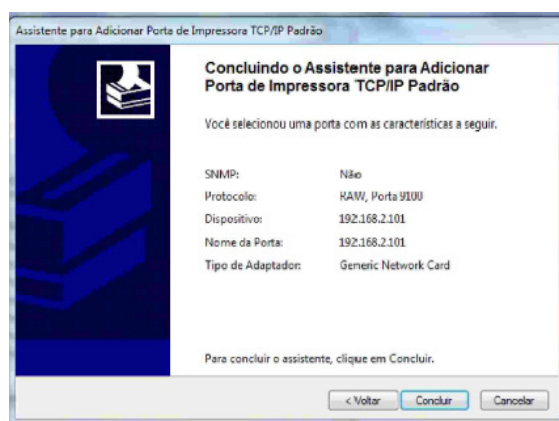 Assistente para Adicionar Porta de Impressora TCP/IP Padrão
Concluindo o Assistente para Adicionar
Porta de Impressora TCP/IP Padrão
Você selecionou uma porta com as características a seguir.
SNMP: Não
Protocolo: RAW, Porta 9100
Dispositivo: 192.168.2.101
Nome da Porta: 192.168.2.101
Tipo de Adaptador: Generic Network Card
Para concluir o assistente, clique em Concluir.
< Voltar Concluir Cancelar